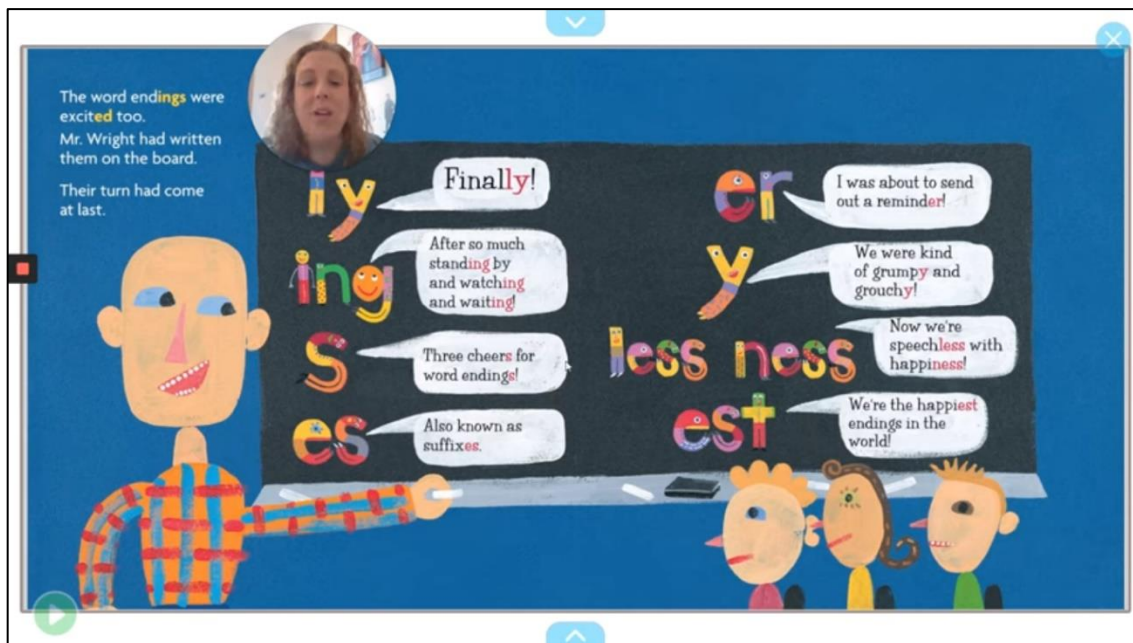 The word endings were
excited too.
Mr. Wright had written
them on the board.
Their turn had come
at last.
ly
Finally!
ing
After so much
standing by
and watching
and waiting!
s
Three cheers for
word endings!
es
Also known as
suffixes.
er
I was about to send
out a reminder!
y
We were kind
of grumpy and
grouchy!
less ness
Now we're
speechless with
happiness!
est
We're the happiest
endings in the
world!